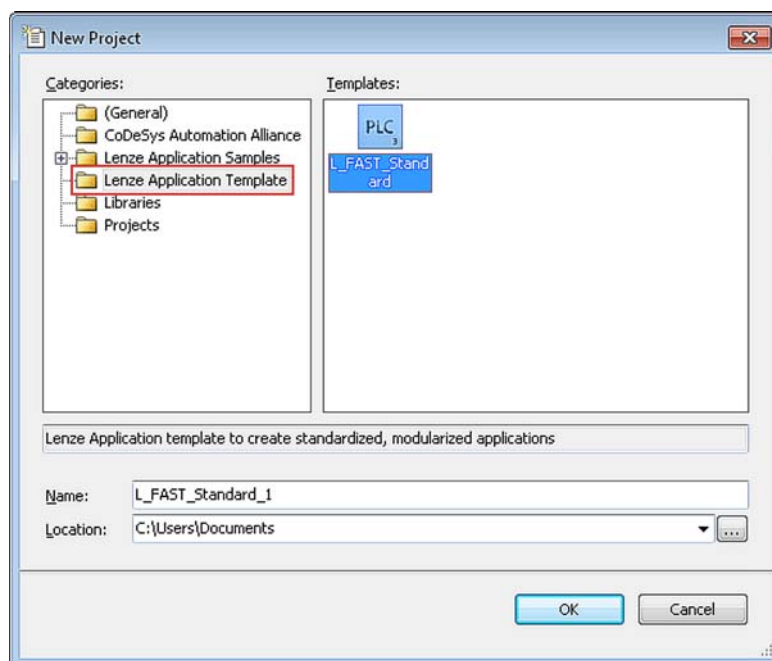 New Project
Categories:
Templates:
(General)
CoDeSys Automation Alliance
Lenze Application Samples
Lenze Application Template
Libraries
Projects
PLC
3
L_FAST_Stand
ard
Lenze Application template to create standardized, modularized applications
Name:
L_FAST_Standard_1
Location:
C:\Users\Documents
...
OK
Cancel